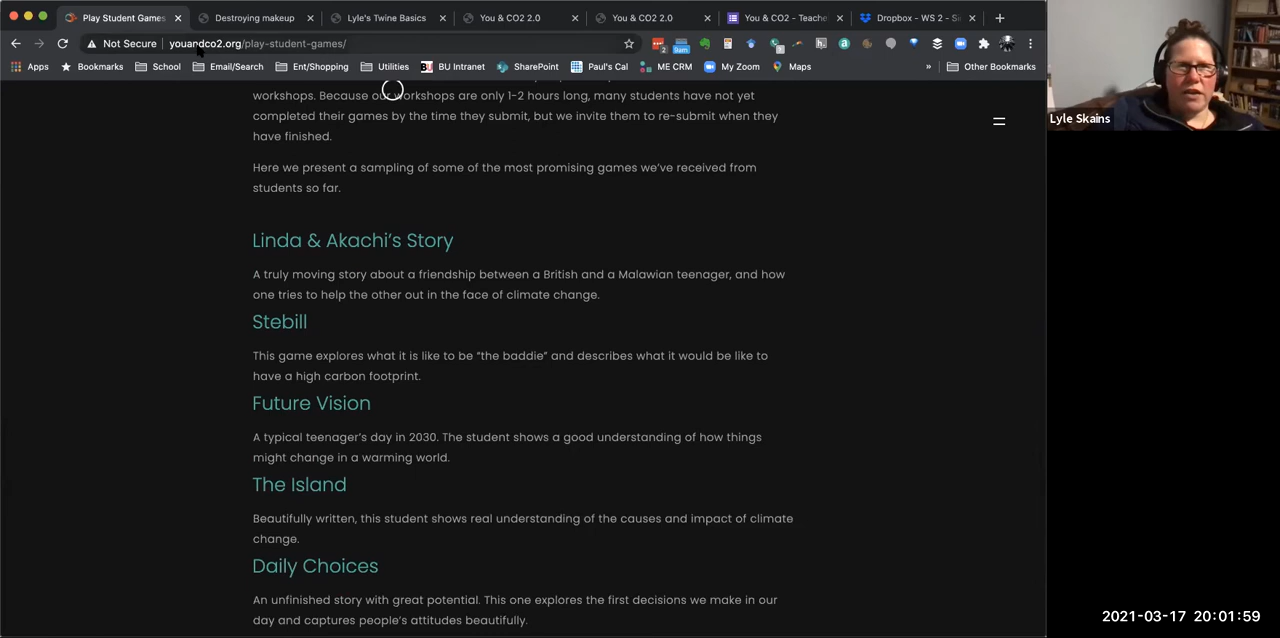 Play Student Games
Destroying makeup
Lyle's Twine Basics
You & CO2 2.0
You & CO2 2.0
You & CO2 - Teache
Dropbox - WS 2 - Si
Not Secure youandco2.org/play-student-games/
2
9am
Apps
Bookmarks
School
Email/Search
Ent/Shopping
Utilities
BU Intranet
SharePoint
Paul's Cal
ME CRM
My Zoom
Maps
»
Other Bookmarks
workshops. Because our workshops are only 1-2 hours long, many students have not yet
completed their games by the time they submit, but we invite them to re-submit when they
have finished.
Here we present a sampling of some of the most promising games we've received from
students so far.
Linda & Akachi's Story
A truly moving story about a friendship between a British and a Malawian teenager, and how
one tries to help the other out in the face of climate change.
Stebill
This game explores what it is like to be "the baddie" and describes what it would be like to
have a high carbon footprint.
Future Vision
A typical teenager's day in 2030. The student shows a good understanding of how things
might change in a warming world.
The Island
Beautifully written, this student shows real understanding of the causes and impact of climate
change.
Daily Choices
An unfinished story with great potential. This one explores the first decisions we make in our
day and captures people's attitudes beautifully.
Lyle Skains
2021-03-17 20:01:59